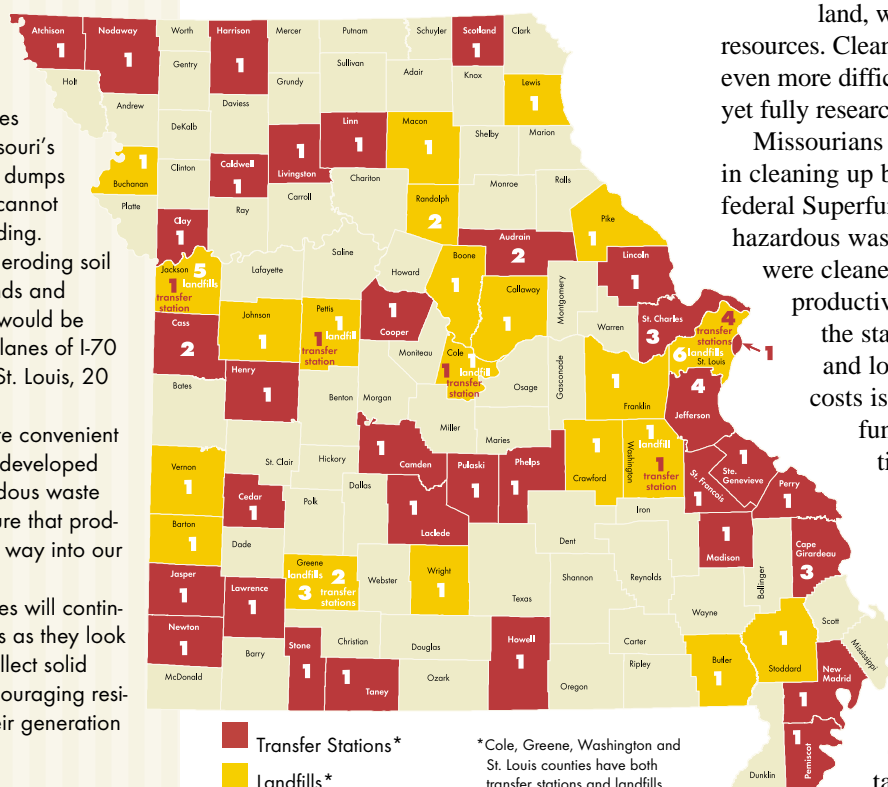 es
souri's
dumps
cannot
ding.
eroding soil
nds and
would be
lanes of I-70
St. Louis, 20
re convenient
developed
dous waste
ure that prod-
way into our
es will contin-
s as they look
llect solid
ouraging resi-
eir generation
Atchison 1
Nodaway 1
Worth
Harrison 1
Mercer
Putnam
Schuyler
Scotland 1
Clark
Holt
Gentry
Grundy
Sullivan
Adair
Knox
Lewis 1
Andrew
DeKalb
Daviess
Livingston 1
Linn 1
Macon 1
Shelby
Marion
Buchanan 1
Clinton
Caldwell 1
Carroll
Chariton
Randolph 2
Monroe
Ralls
Platte
Clay 1
Ray
Saline
Howard
Boone 1
Audrain 2
Pike 1
Jackson 5 landfills
1 transfer station
Lafayette
Cooper 1
Callaway 1
Montgomery
Lincoln 1
Warren
St. Charles 3
4 transfer stations
6 landfills
St. Louis
1
Cass 2
Johnson 1
Pettis 1 landfill
1 transfer station
Moniteau
Cole 1 landfill
1 transfer station
Osage
Gasconade
Franklin 1
Jefferson 4
Bates
Henry 1
Benton
Morgan
Miller
Maries
Crawford 1
Washington
1 landfill
1 transfer station
St. Francois 1
Ste. Genevieve 1
Perry 1
Vernon 1
St. Clair
Hickory
Camden 1
Pulaski 1
Phelps 1
Iron
Madison 1
Cape Girardeau 3
Bollinger
Barton 1
Cedar 1
Polk
Dallas
Laclede 1
Dent
Reynolds
Dade
Greene
landfills 3
2 transfer stations
Webster
Wright 1
Texas
Shannon
Wayne
Scott
Mississippi
Jasper 1
Lawrence 1
Newton 1
McDonald
Barry
Stone 1
Christian
Taney 1
Douglas
Ozark
Howell 1
Oregon
Carter
Ripley
Butler 1
Stoddard 1
New Madrid 1
Pemiscot 1
Dunklin
Transfer Stations*
Landfills*
*Cole, Greene, Washington and
St. Louis counties have both
transfer stations and landfills
land, w
resources. Clean
even more diffic
yet fully researc
Missourians
in cleaning up b
federal Superfu
hazardous was
were cleane
productiv
the sta
and lo
costs is
fun
ti
ta